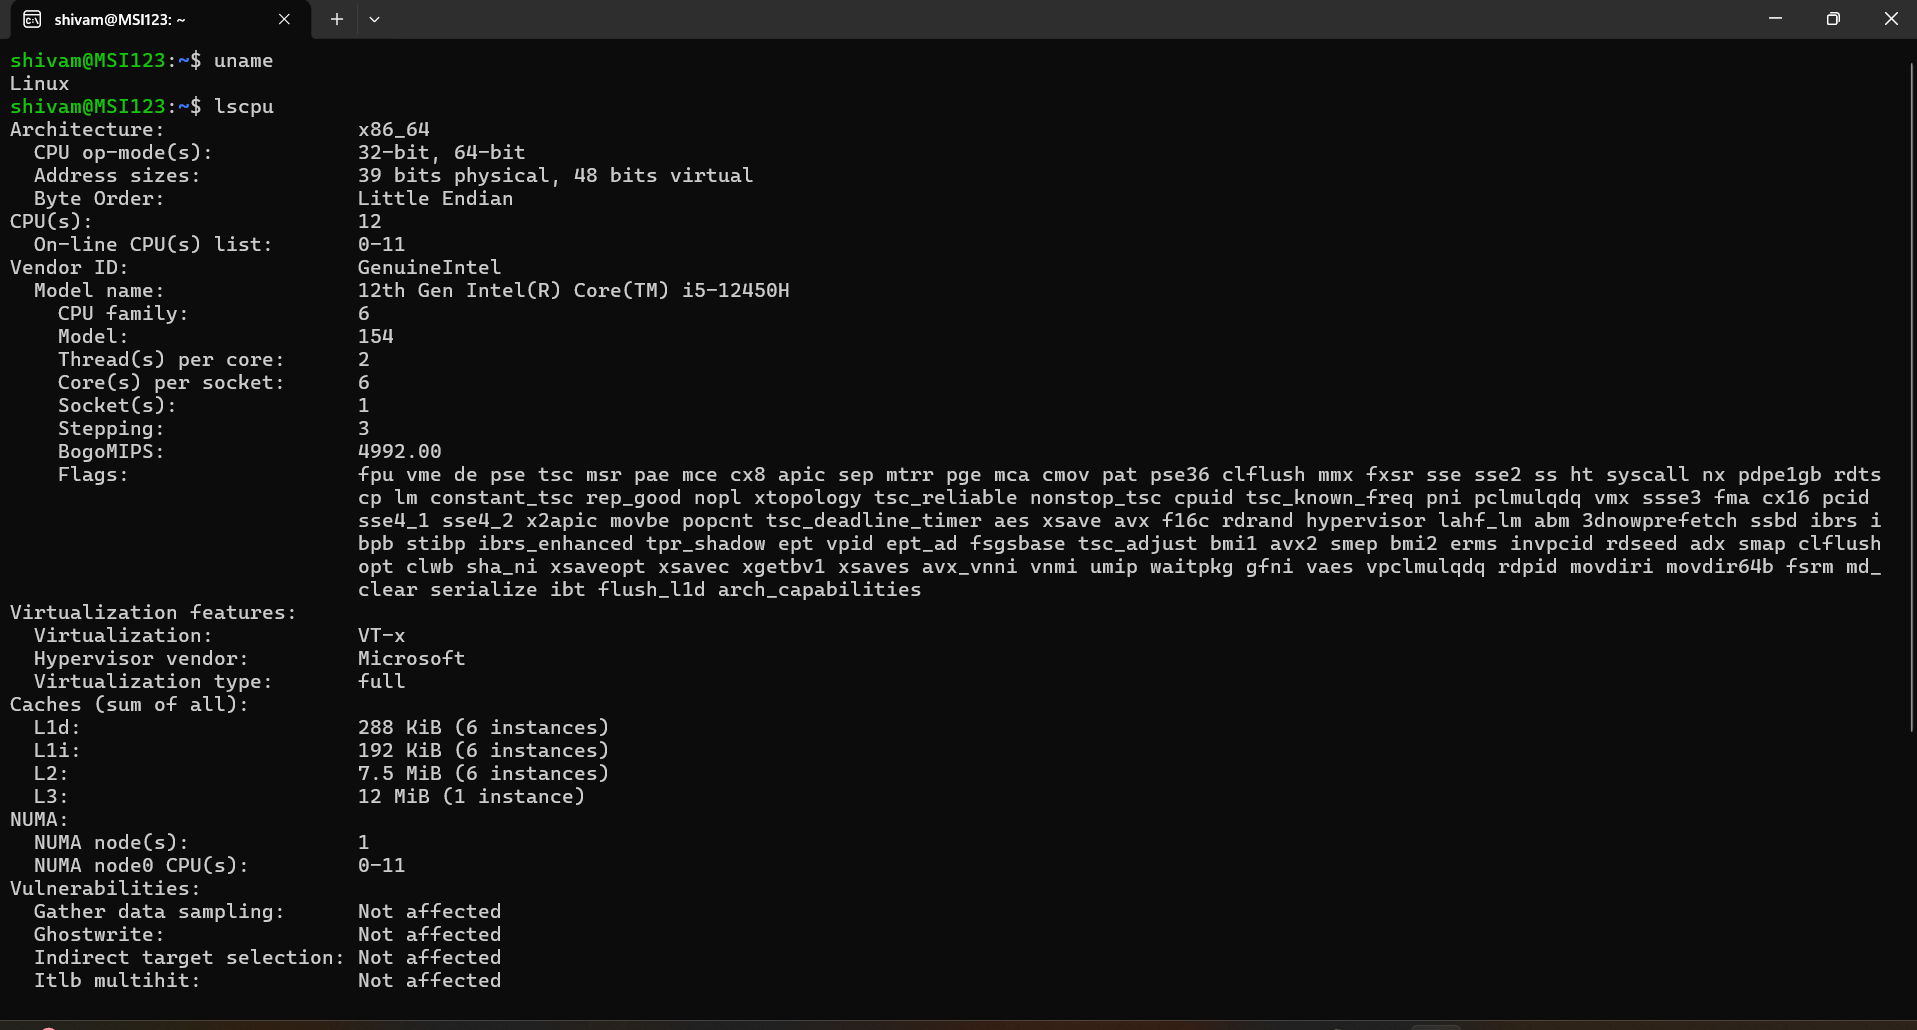 shivam@MSI123: ~
shivam@MSI123:~$ uname
Linux
shivam@MSI123:~$ lscpu
Architecture:                x86_64
  CPU op-mode(s):            32-bit, 64-bit
  Address sizes:             39 bits physical, 48 bits virtual
  Byte Order:                Little Endian
CPU(s):                      12
  On-line CPU(s) list:       0-11
Vendor ID:                   GenuineIntel
  Model name:                12th Gen Intel(R) Core(TM) i5-12450H
    CPU family:              6
    Model:                   154
    Thread(s) per core:      2
    Core(s) per socket:      6
    Socket(s):               1
    Stepping:                3
    BogoMIPS:                4992.00
    Flags:                   fpu vme de pse tsc msr pae mce cx8 apic sep mtrr pge mca cmov pat pse36 clflush mmx fxsr sse sse2 ss ht syscall nx pdpe1gb rdts
                             cp lm constant_tsc rep_good nopl xtopology tsc_reliable nonstop_tsc cpuid tsc_known_freq pni pclmulqdq vmx ssse3 fma cx16 pcid
                             sse4_1 sse4_2 x2apic movbe popcnt tsc_deadline_timer aes xsave avx f16c rdrand hypervisor lahf_lm abm 3dnowprefetch ssbd ibrs i
                             bpb stibp ibrs_enhanced tpr_shadow ept vpid ept_ad fsgsbase tsc_adjust bmi1 avx2 smep bmi2 erms invpcid rdseed adx smap clflush
                             opt clwb sha_ni xsaveopt xsavec xgetbv1 xsaves avx_vnni vnmi umip waitpkg gfni vaes vpclmulqdq rdpid movdiri movdir64b fsrm md_
                             clear serialize ibt flush_l1d arch_capabilities
Virtualization features:
  Virtualization:            VT-x
  Hypervisor vendor:         Microsoft
  Virtualization type:       full
Caches (sum of all):
  L1d:                       288 KiB (6 instances)
  L1i:                       192 KiB (6 instances)
  L2:                        7.5 MiB (6 instances)
  L3:                        12 MiB (1 instance)
NUMA:
  NUMA node(s):              1
  NUMA node0 CPU(s):         0-11
Vulnerabilities:
  Gather data sampling:      Not affected
  Ghostwrite:                Not affected
  Indirect target selection: Not affected
  Itlb multihit:             Not affected